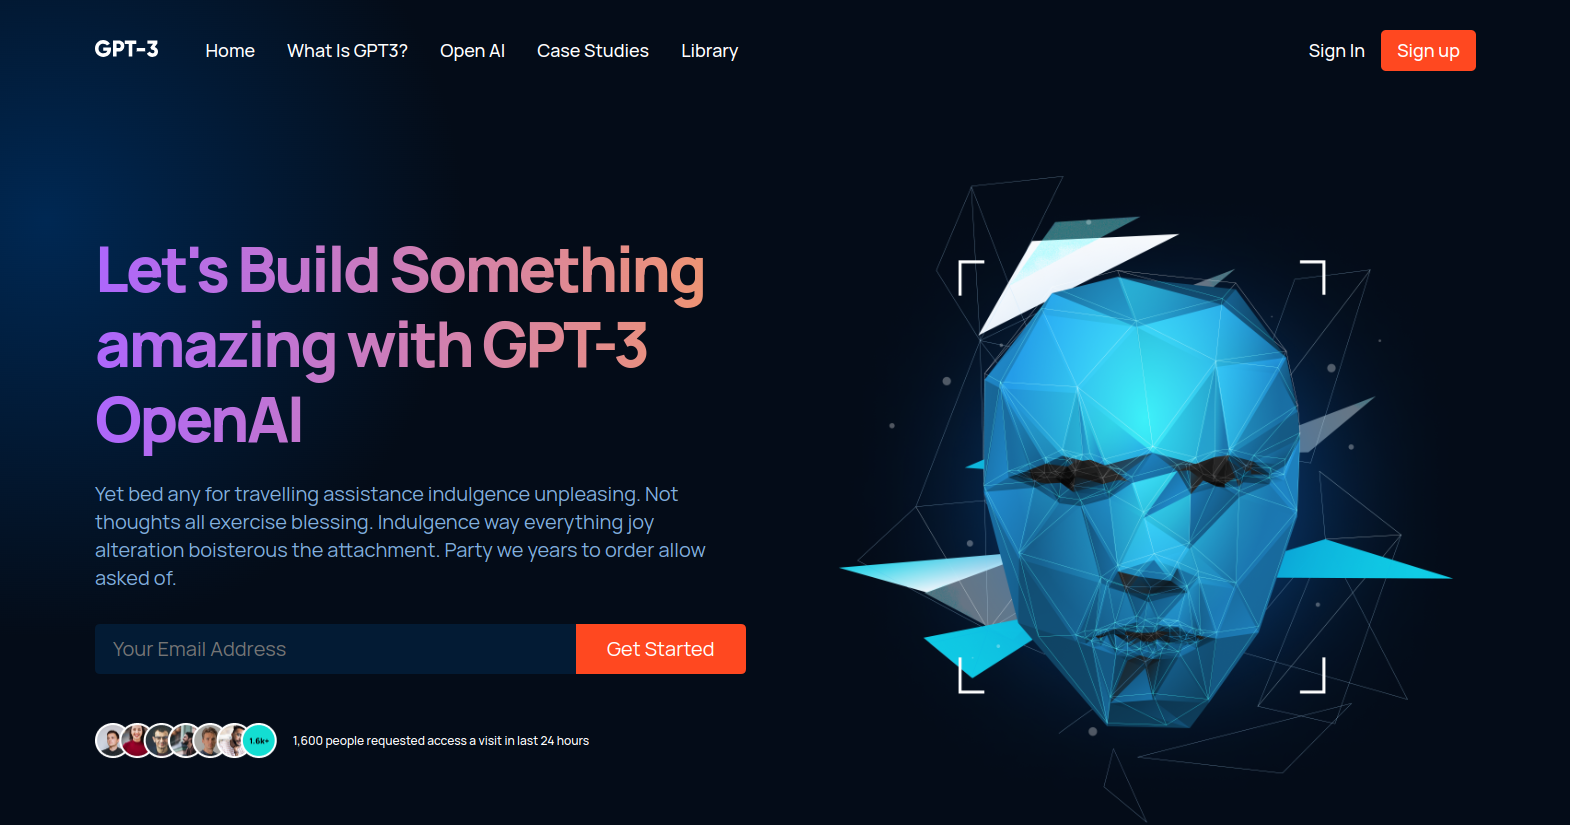 GPT-3 Home What Is GPT3? Open AI Case Studies Library Sign In Sign up
Let's Build Something
amazing with GPT-3
OpenAI
Yet bed any for travelling assistance indulgence unpleasing. Not
thoughts all exercise blessing. Indulgence way everything joy
alteration boisterous the attachment. Party we years to order allow
asked of.
Your Email Address Get Started
1.6k+ 1,600 people requested access a visit in last 24 hours